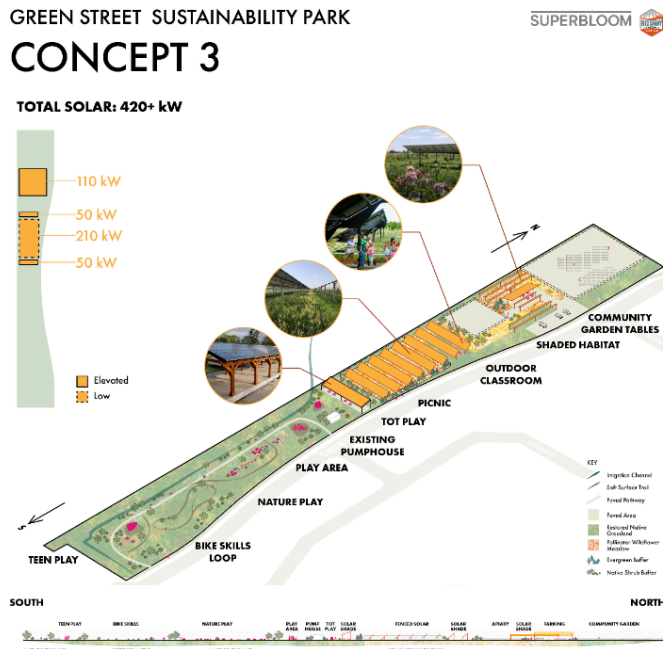 GREEN STREET SUSTAINABILITY PARK
SUPERBLOOM
CONCEPT 3
TOTAL SOLAR: 420+ kW
110 kW
50 kW
210 kW
50 kW
Elevated
Low
N
COMMUNITY
GARDEN TABLES
SHADED HABITAT
OUTDOOR
CLASSROOM
PICNIC
TOT PLAY
EXISTING
PUMPHOUSE
PLAY AREA
NATURE PLAY
BIKE SKILLS
LOOP
TEEN PLAY
S
KEY
Irrigation Channel
Soft Surface Trail
Paved Pathway
Paved Area
Restored Native
Grassland
Pollinator Wildflower
Meadow
Evergreen Buffer
Native Shrub Buffer
SOUTH
NORTH
TEEN PLAY
BIKE SKILLS
NATURE PLAY
PLAY
AREA
PUMP
HOUSE
TOT
PLAY
SOLAR
SHADE
FENCED SOLAR
SOLAR
SHADE
APIARY
SOLAR
SHADE
PARKING
COMMUNITY GARDEN